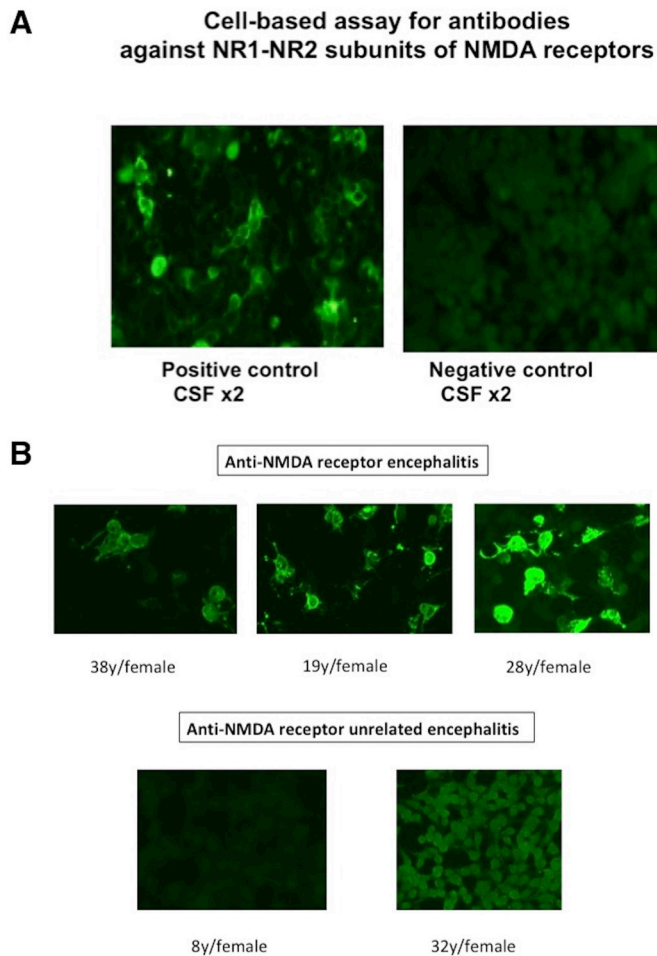 A
Cell-based assay for antibodies
against NR1-NR2 subunits of NMDA receptors
Positive control
CSF x2
Negative control
CSF x2
B
Anti-NMDA receptor encephalitis
38y/female
19y/female
28y/female
Anti-NMDA receptor unrelated encephalitis
8y/female
32y/female